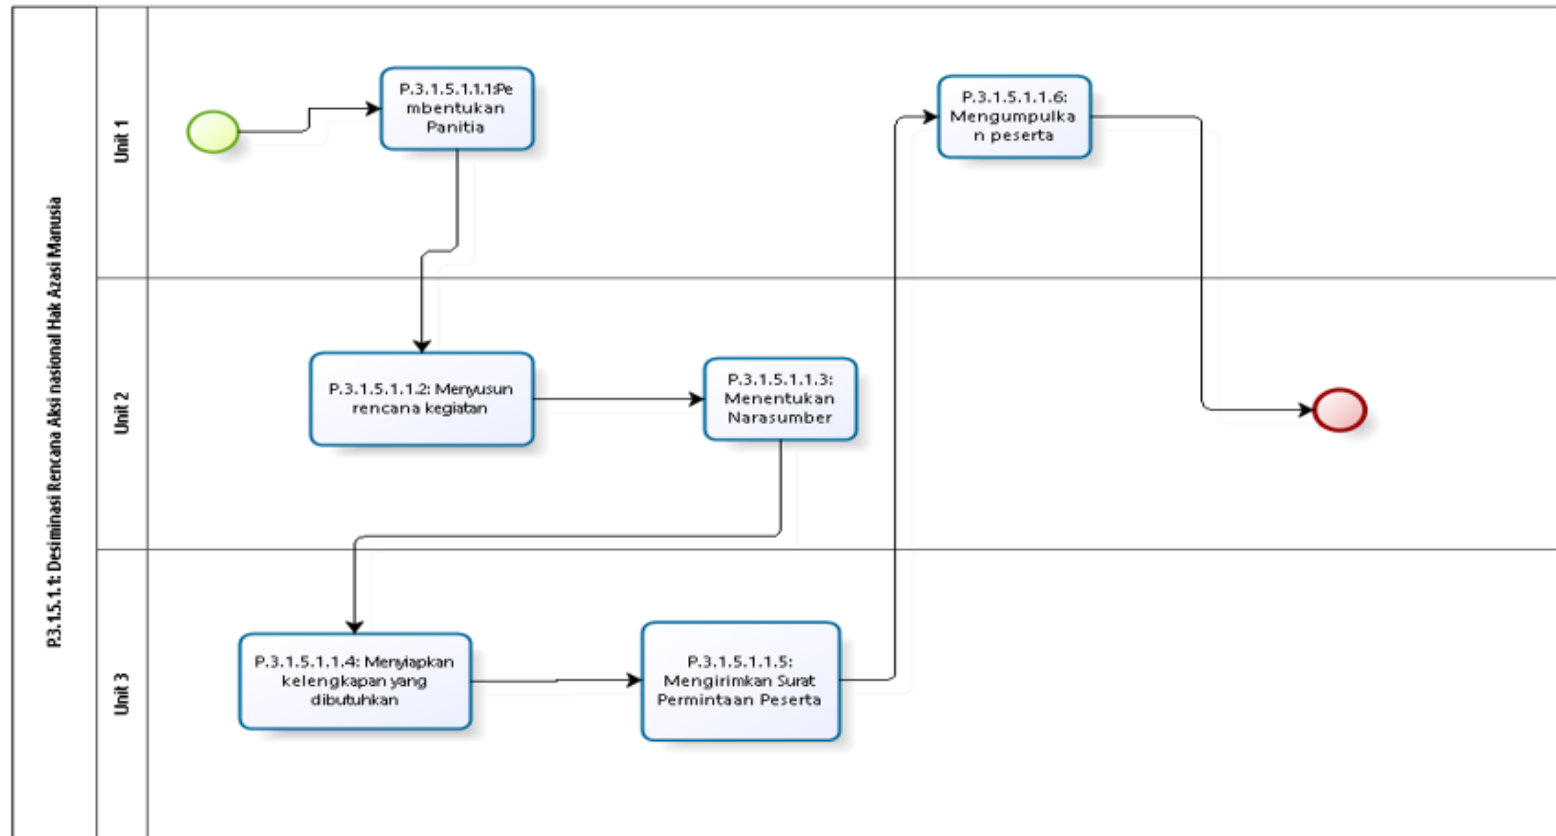 P.3.1.5.1.1: Desiminasi Rencana Aksi nasional Hak Azasi Manusia
Unit 1
P.3.1.5.1.1.1:Pe
mbentukan
Panitia
P.3.1.5.1.1.6:
Mengumpulka
n peserta
Unit 2
P.3.1.5.1.1.2: Menyusun
rencana kegiatan
P.3.1.5.1.1.3:
Menentukan
Narasumber
Unit 3
P.3.1.5.1.1.4: Menyiapkan
kelengkapan yang
dibutuhkan
P.3.1.5.1.1.5:
Mengirimkan Surat
Permintaan Peserta